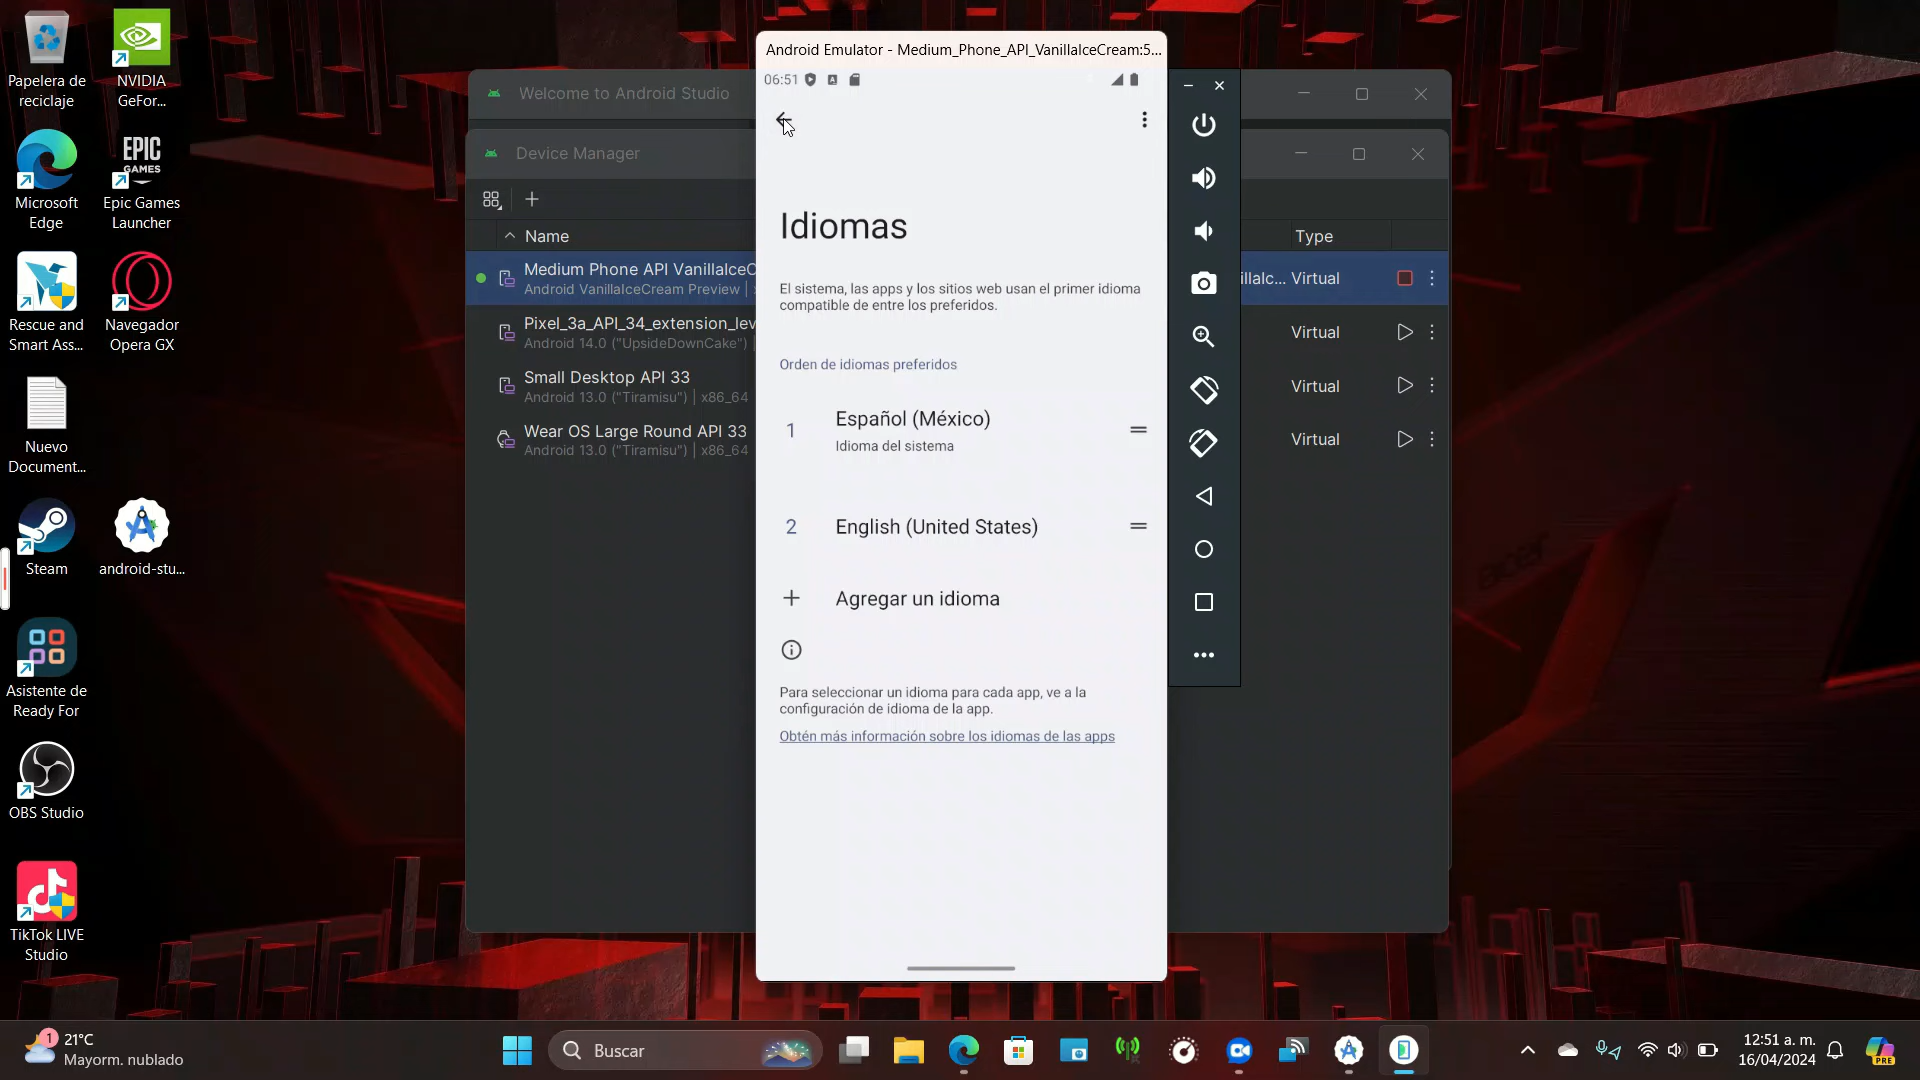 Papelera de
reciclaje
NVIDIA
GeFor...
Microsoft
Edge
EPIC
GAMES
Epic Games
Launcher
Rescue and
Smart Ass...
Navegador
Opera GX
Nuevo
Document...
Steam
android-stu...
Asistente de
Ready For
OBS Studio
TikTok LIVE
Studio
Welcome to Android Studio
Device Manager
Name
Type
Medium Phone API VanillaIceC
Android VanillaIceCream Preview |
illaIc... Virtual
Pixel_3a_API_34_extension_lev
Android 14.0 ("UpsideDownCake") |
Virtual
Small Desktop API 33
Android 13.0 ("Tiramisu") | x86_64
Virtual
Wear OS Large Round API 33
Android 13.0 ("Tiramisu") | x86_64
Virtual
Android Emulator - Medium_Phone_API_VanillaIceCream:5...
06:51
Idiomas
El sistema, las apps y los sitios web usan el primer idioma
compatible de entre los preferidos.
Orden de idiomas preferidos
1 Español (México)
Idioma del sistema
2 English (United States)
+ Agregar un idioma
Para seleccionar un idioma para cada app, ve a la
configuración de idioma de la app.
Obtén más información sobre los idiomas de las apps
acer
1
21°C
Mayorm. nublado
Buscar
12:51 a. m.
16/04/2024
PRE